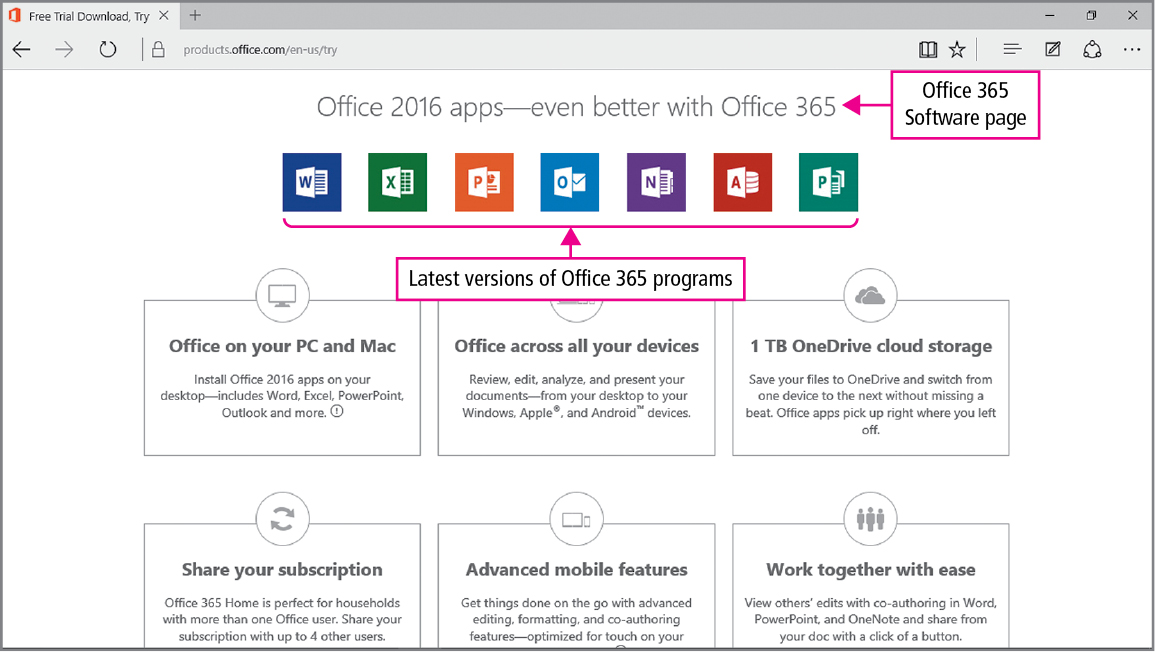 Free Trial Download, Try
products.office.com/en-us/try
Office 2016 apps—even better with Office 365
Office 365
Software page
W
X
P
O
N
A
P
Latest versions of Office 365 programs
Office on your PC and Mac
Install Office 2016 apps on your
desktop—includes Word, Excel, PowerPoint,
Outlook and more.
Office across all your devices
Review, edit, analyze, and present your
documents—from your desktop to your
Windows, Apple®, and Android™ devices.
1 TB OneDrive cloud storage
Save your files to OneDrive and switch from
one device to the next without missing a
beat. Office apps pick up right where you left
off.
Share your subscription
Office 365 Home is perfect for households
with more than one Office user. Share your
subscription with up to 4 other users.
Advanced mobile features
Get things done on the go with advanced
editing, formatting, and co-authoring
features—optimized for touch on your
Work together with ease
View others' edits with co-authoring in Word,
PowerPoint, and OneNote and share from
your doc with a click of a button.